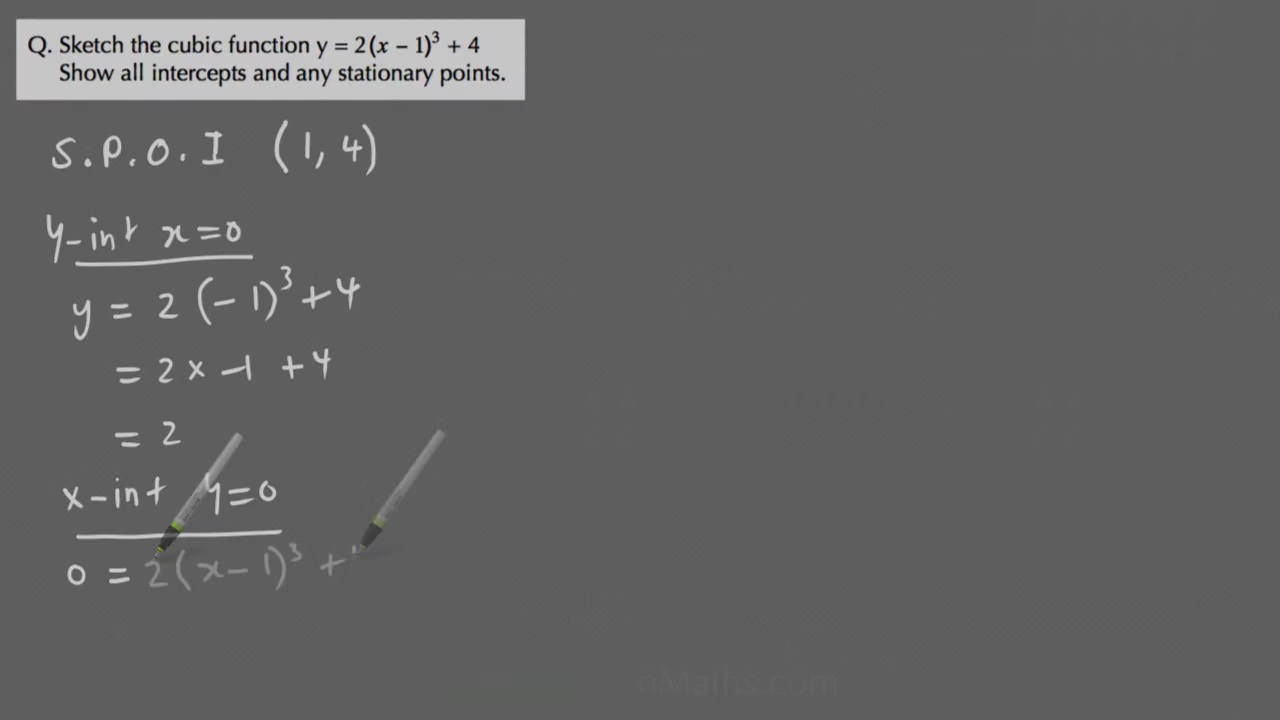 Q. Sketch the cubic function y = 2(x − 1)³ + 4
Show all intercepts and any stationary points.
S.P.O.I (1, 4)
y-int x=0
y = 2(-1)³+4
= 2x -1 +4
= 2
x-int y=0
0 = 2(x-1)³ +